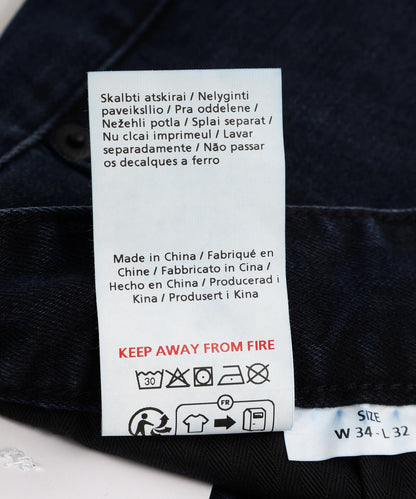 Skalbti atskirai / Nelyginti
paveiksllio / Pra oddelene /
Nežehli potla / Splai separat /
Nu clcai imprimeul / Lavar
separadamente / Não passar
os decalques a ferro
Made in China / Fabriqué en
Chine / Fabbricato in Cina /
Hecho en China / Producerad i
Kina / Produsert i Kina
KEEP AWAY FROM FIRE
30
FR
SIZE
W 34 - L 32